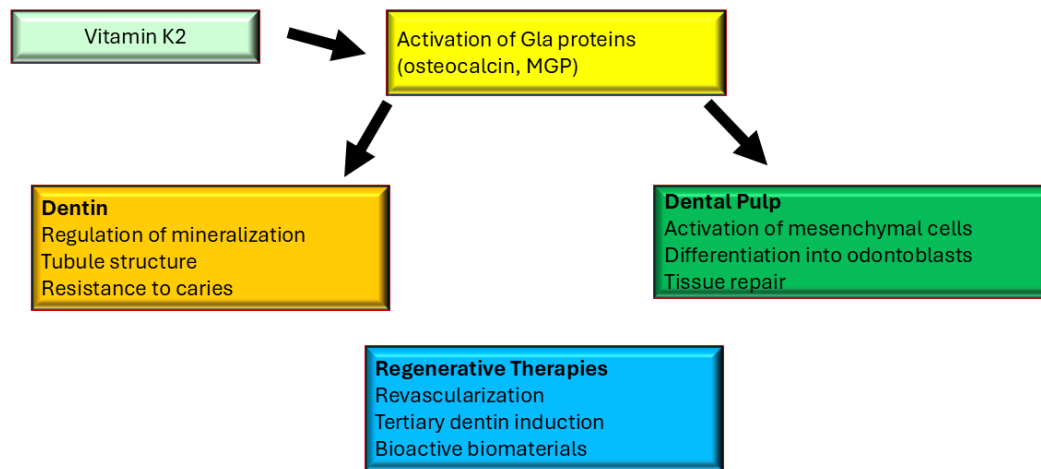 Vitamin K2
Activation of Gla proteins
(osteocalcin, MGP)
Dentin
Regulation of mineralization
Tubule structure
Resistance to caries
Dental Pulp
Activation of mesenchymal cells
Differentiation into odontoblasts
Tissue repair
Regenerative Therapies
Revascularization
Tertiary dentin induction
Bioactive biomaterials